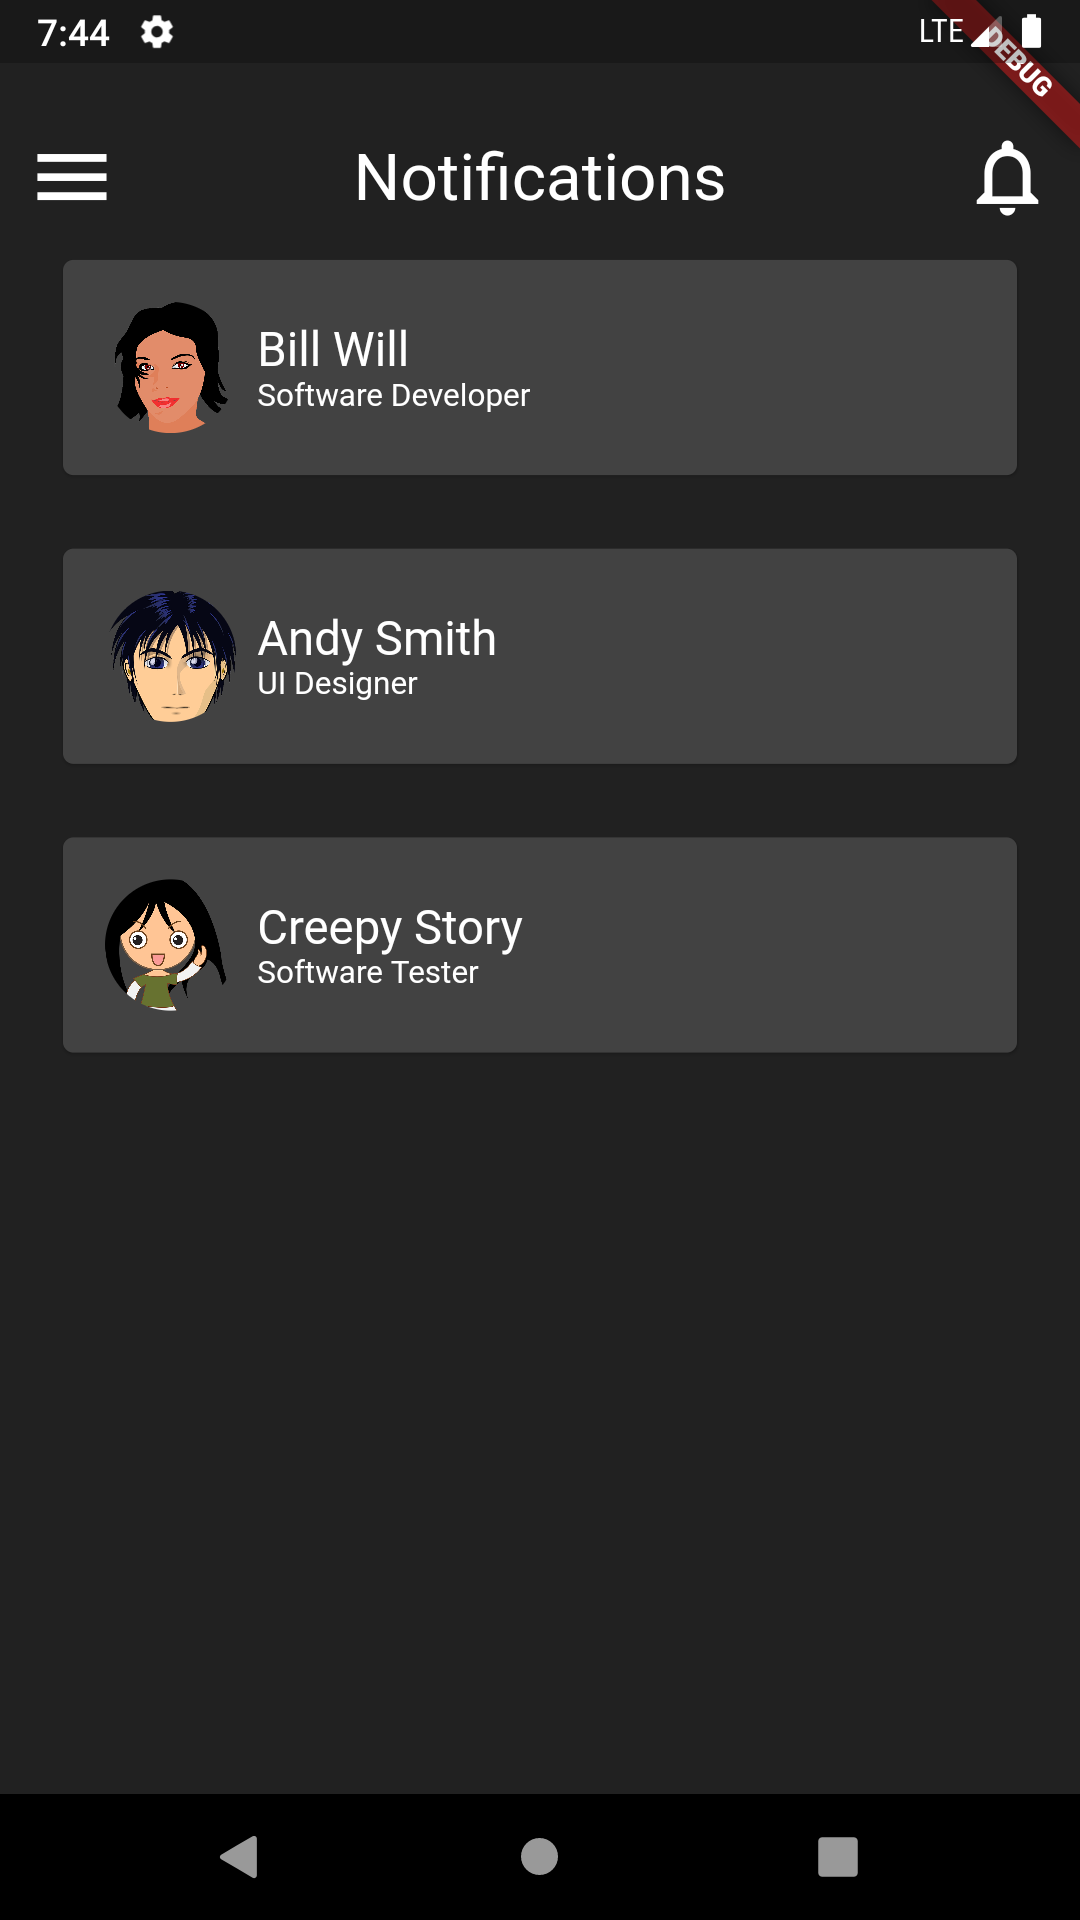 7:44 LTE
DEBUG
Notifications
Bill Will
Software Developer
Andy Smith
UI Designer
Creepy Story
Software Tester